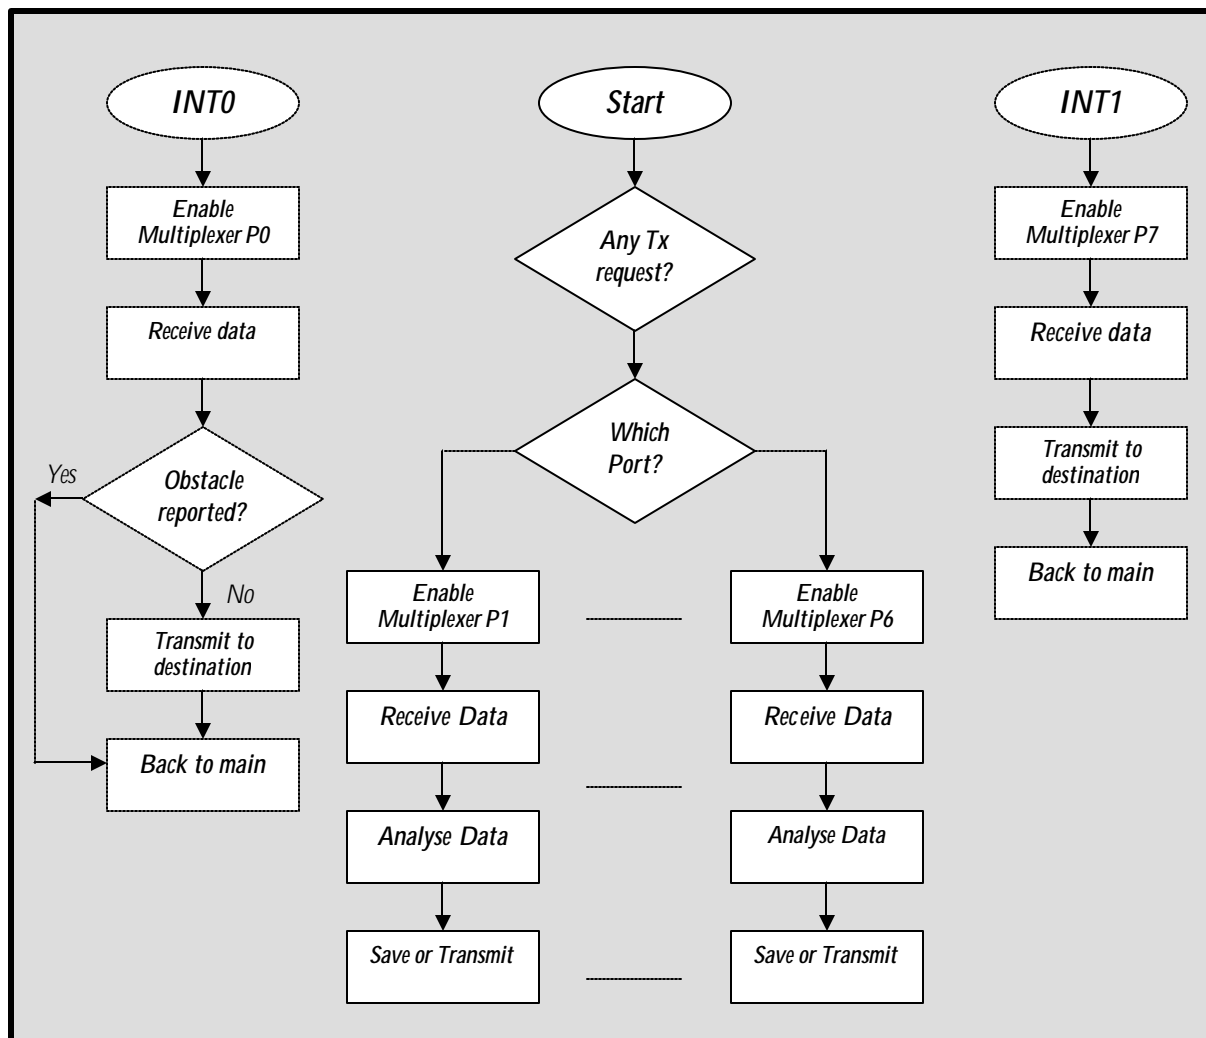 INT0
Enable
Multiplexer P0
Receive data
Obstacle
reported?
Yes
No
Transmit to
destination
Back to main
Start
Any Tx
request?
Which
Port?
Enable
Multiplexer P1
Receive Data
Analyse Data
Save or Transmit
Enable
Multiplexer P6
Receive Data
Analyse Data
Save or Transmit
INT1
Enable
Multiplexer P7
Receive data
Transmit to
destination
Back to main